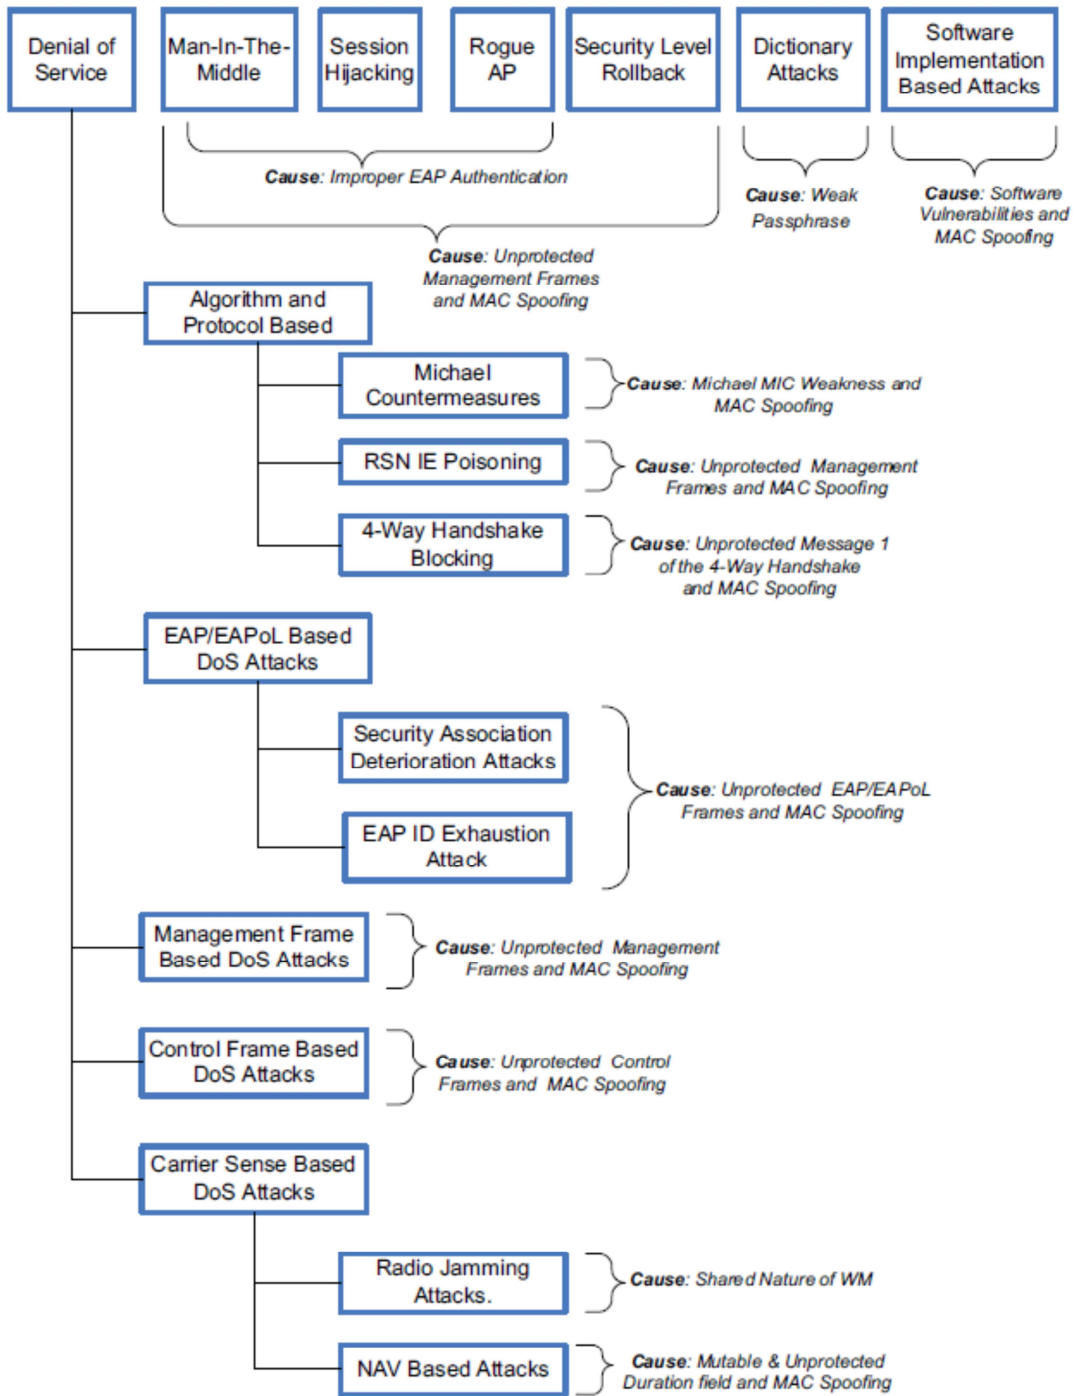 Denial of
Service
Man-In-The-
Middle
Session
Hijacking
Rogue
AP
Security Level
Rollback
Dictionary
Attacks
Software
Implementation
Based Attacks
Cause: Improper EAP Authentication
Cause: Weak
Passphrase
Cause: Software
Vulnerabilities and
MAC Spoofing
Cause: Unprotected
Management Frames
and MAC Spoofing
Algorithm and
Protocol Based
Michael
Countermeasures
Cause: Michael MIC Weakness and
MAC Spoofing
RSN IE Poisoning
Cause: Unprotected Management
Frames and MAC Spoofing
4-Way Handshake
Blocking
Cause: Unprotected Message 1
of the 4-Way Handshake
and MAC Spoofing
EAP/EAPoL Based
DoS Attacks
Security Association
Deterioration Attacks
Cause: Unprotected EAP/EAPoL
Frames and MAC Spoofing
EAP ID Exhaustion
Attack
Management Frame
Based DoS Attacks
Cause: Unprotected Management
Frames and MAC Spoofing
Control Frame Based
DoS Attacks
Cause: Unprotected Control
Frames and MAC Spoofing
Carrier Sense Based
DoS Attacks
Radio Jamming
Attacks.
Cause: Shared Nature of WM
NAV Based Attacks
Cause: Mutable & Unprotected
Duration field and MAC Spoofing